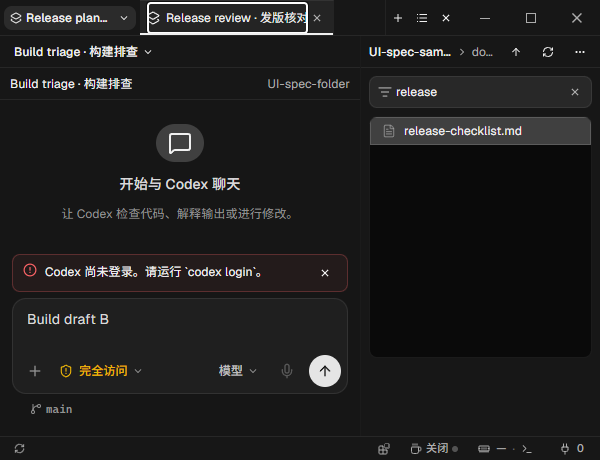 Release plan...
Release review · 发版核对
Build triage · 构建排查
UI-spec-sam... > do...
Build triage · 构建排查
UI-spec-folder
release
release-checklist.md
开始与 Codex 聊天
让 Codex 检查代码、解释输出或进行修改。
Codex 尚未登录。请运行 `codex login`。
Build draft B
完全访问
模型
main
关闭
0